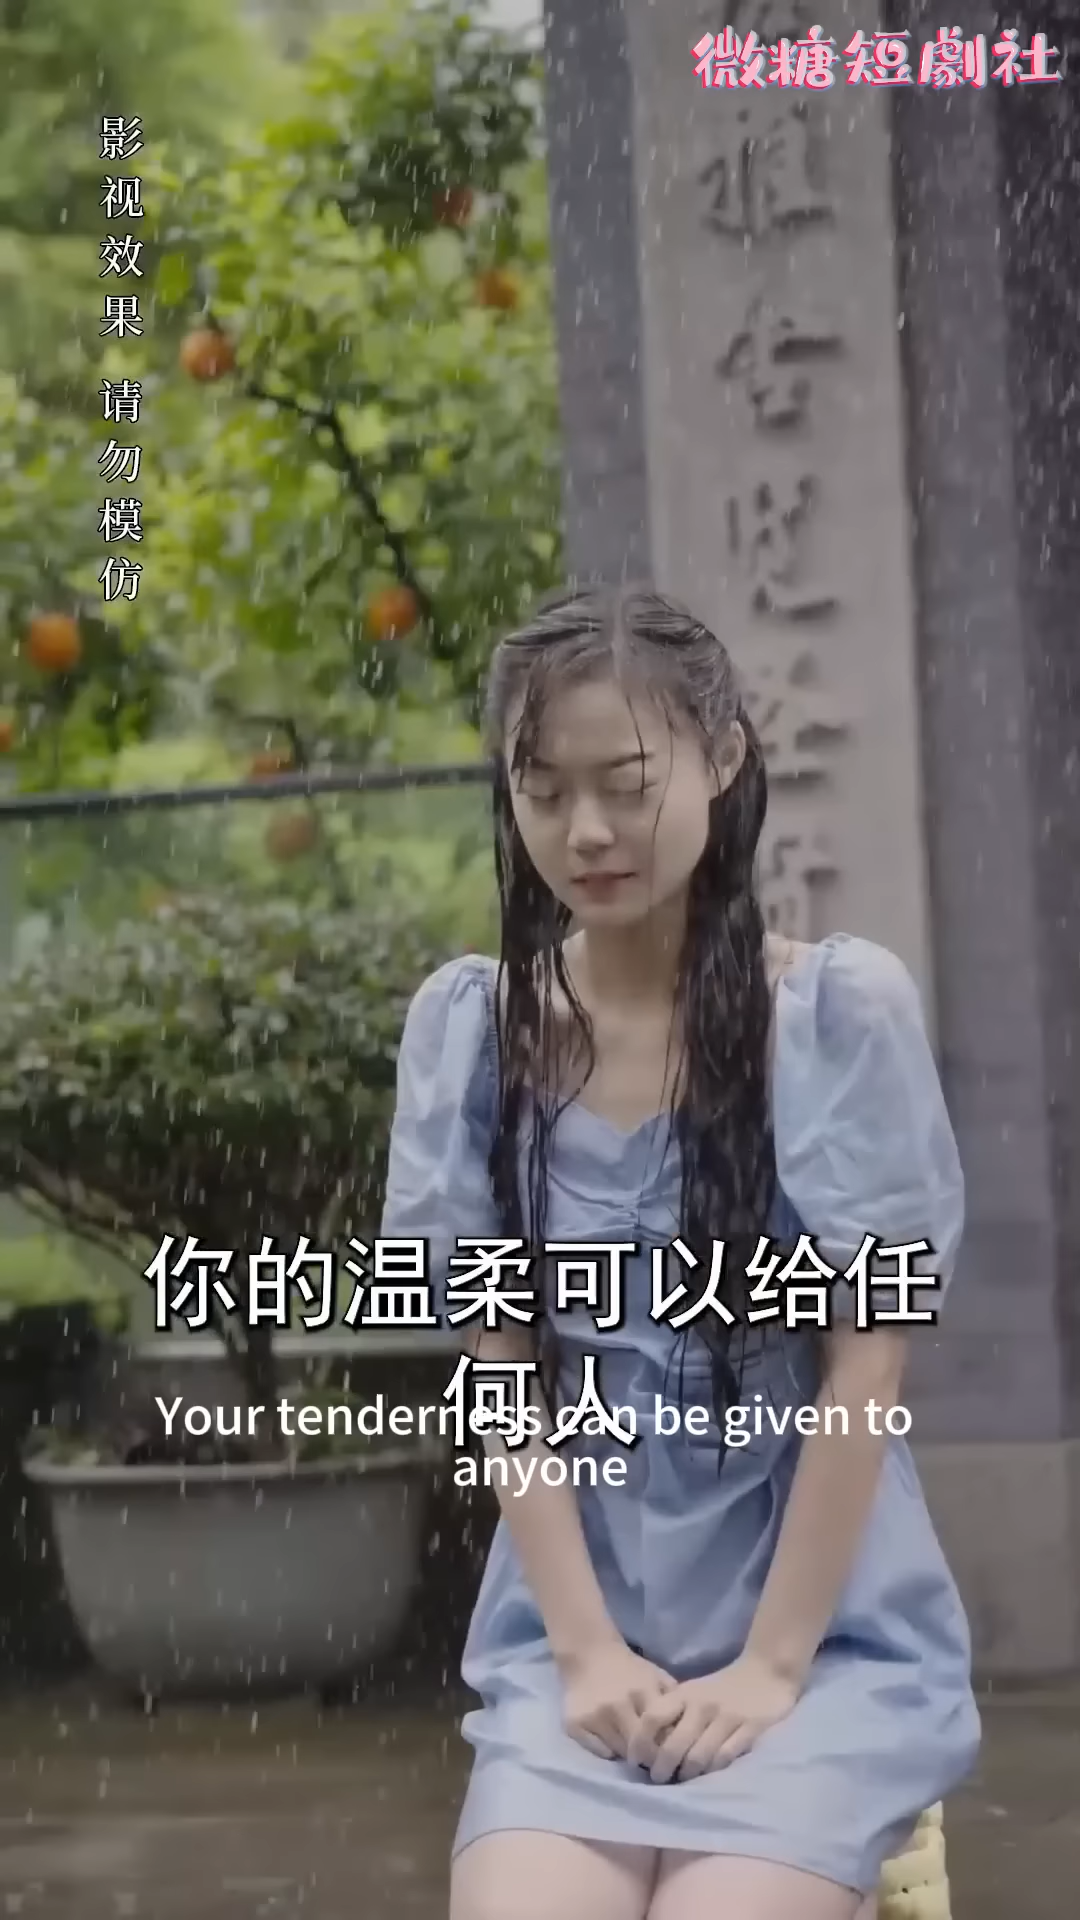 微糖短劇社
影视效果 请勿模仿
你的温柔可以给任
何人
Your tenderness can be given to
anyone